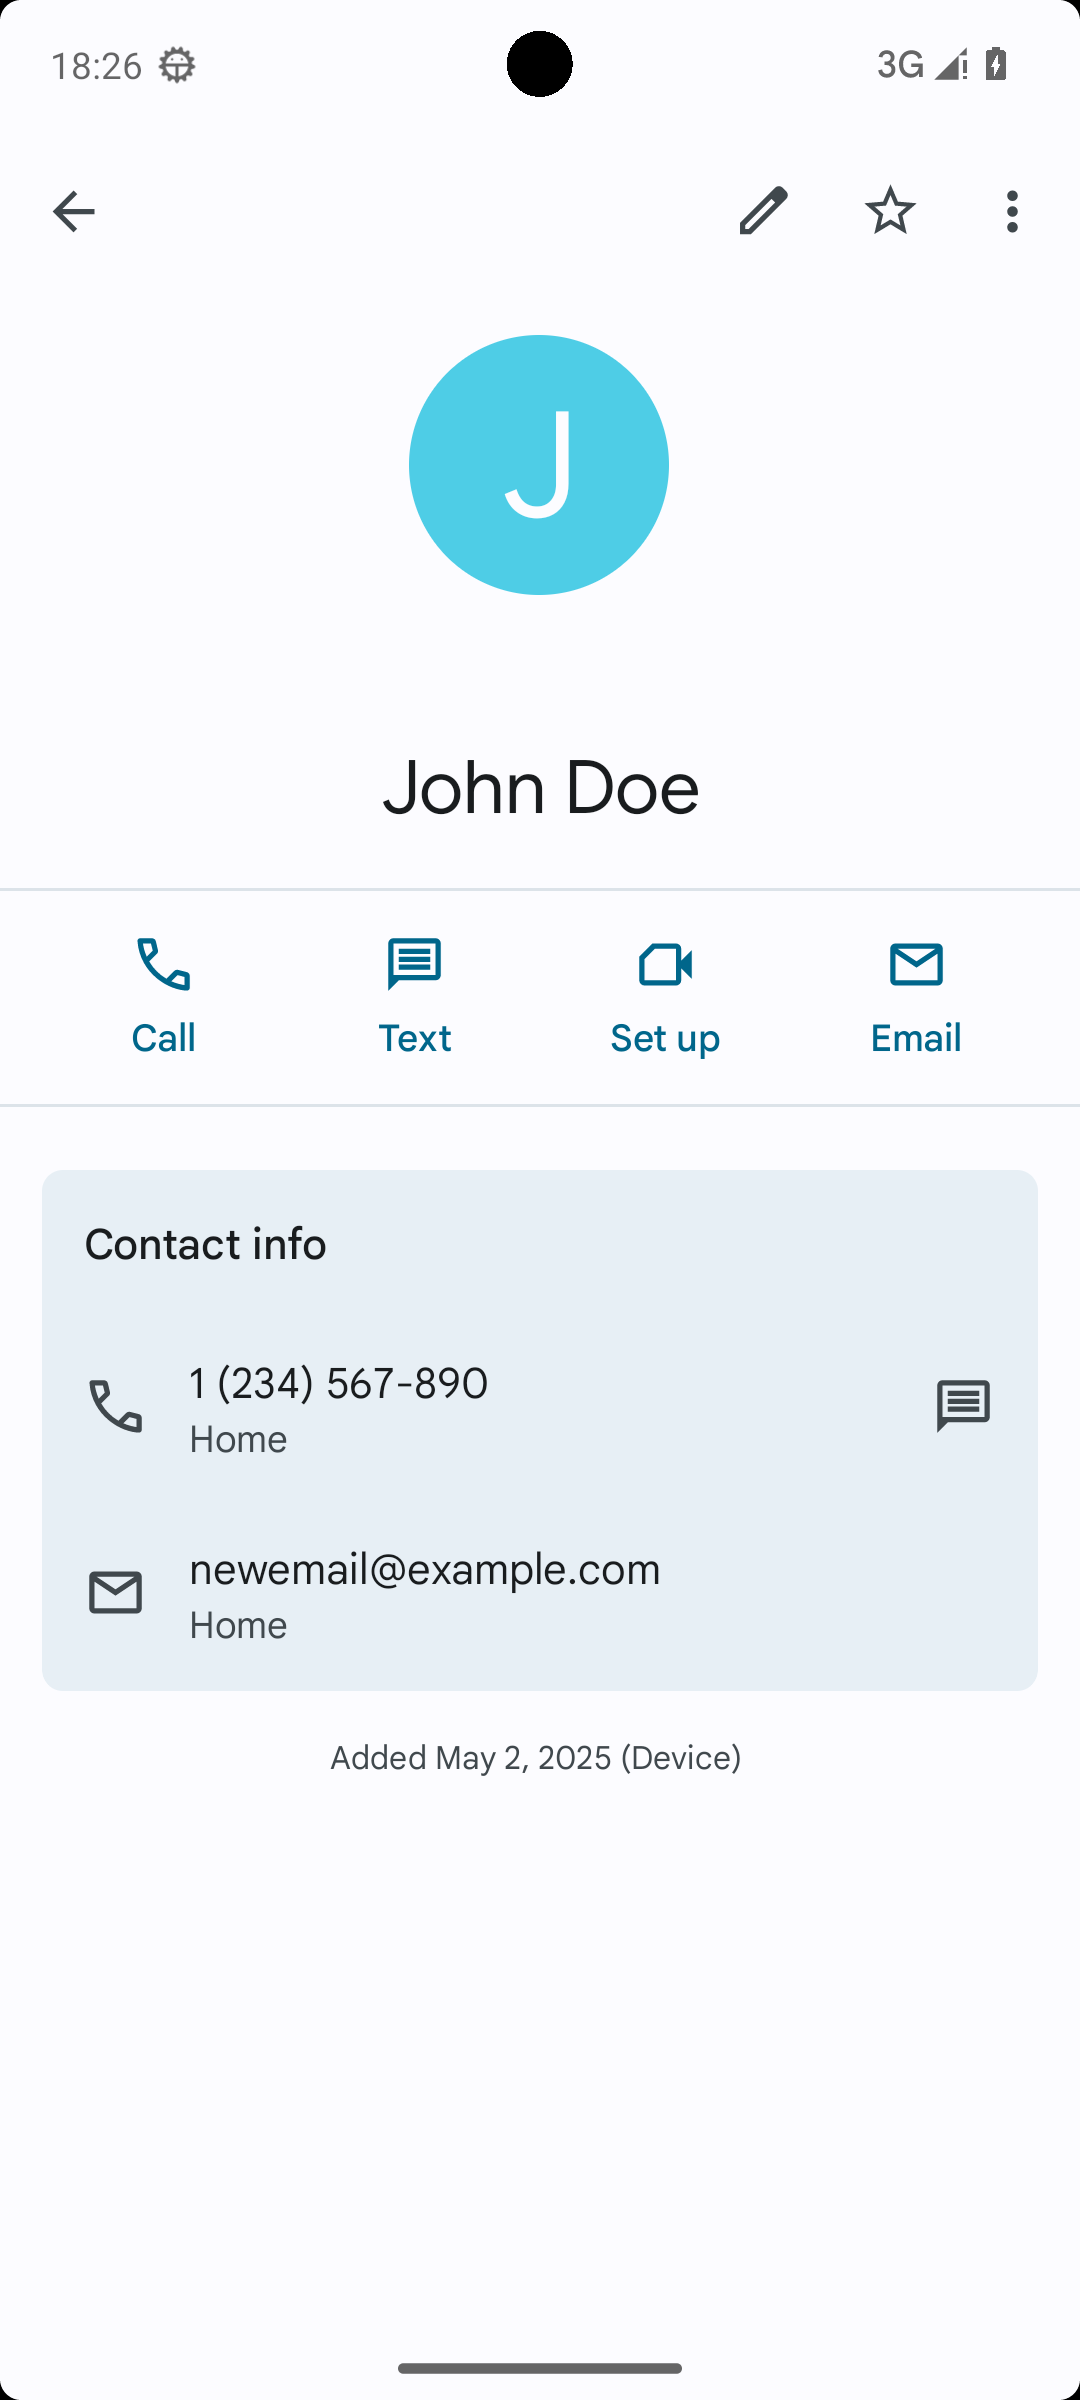 18:26
3G
J
John Doe
Call
Text
Set up
Email
Contact info
1 (234) 567-890
Home
newemail@example.com
Home
Added May 2, 2025 (Device)